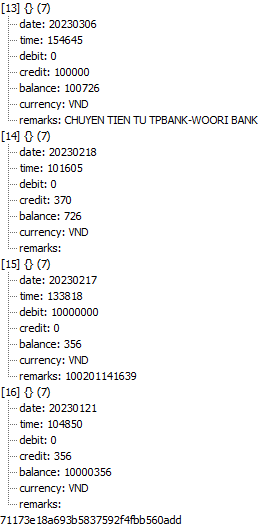 [13] {} (7)
date: 20230306
time: 154645
debit: 0
credit: 100000
balance: 100726
currency: VND
remarks: CHUYEN TIEN TU TPBANK-WOORI BANK
[14] {} (7)
date: 20230218
time: 101605
debit: 0
credit: 370
balance: 726
currency: VND
remarks:
[15] {} (7)
date: 20230217
time: 133818
debit: 10000000
credit: 0
balance: 356
currency: VND
remarks: 100201141639
[16] {} (7)
date: 20230121
time: 104850
debit: 0
credit: 356
balance: 10000356
currency: VND
remarks:
71173e18a693b5837592f4fbb560add